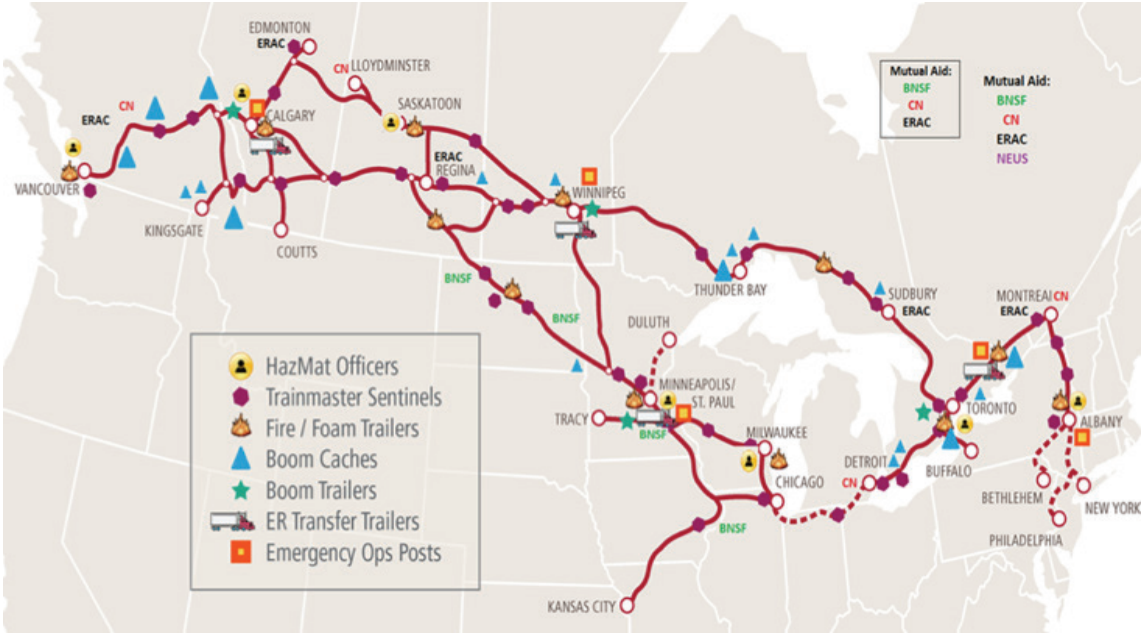 EDMONTON
ERAC
CN
LLOYDMINSTER
Mutual Aid:
BNSF
CN
ERAC
Mutual Aid:
BNSF
CN
ERAC
NEUS
CN
ERAC
CALGARY
SASKATOON
VANCOUVER
ERAC
REGINA
WINNIPEG
KINGSGATE
COUTTS
BNSF
THUNDER BAY
SUDBURY
ERAC
MONTREAL
CN
ERAC
BNSF
DULUTH
MINNEAPOLIS/
ST. PAUL
TRACY
BNSF
MILWAUKEE
CHICAGO
DETROIT
CN
TORONTO
BUFFALO
ALBANY
BETHLEHEM
NEW YORK
PHILADELPHIA
BNSF
KANSAS CITY
HazMat Officers
Trainmaster Sentinels
Fire / Foam Trailers
Boom Caches
Boom Trailers
ER Transfer Trailers
Emergency Ops Posts